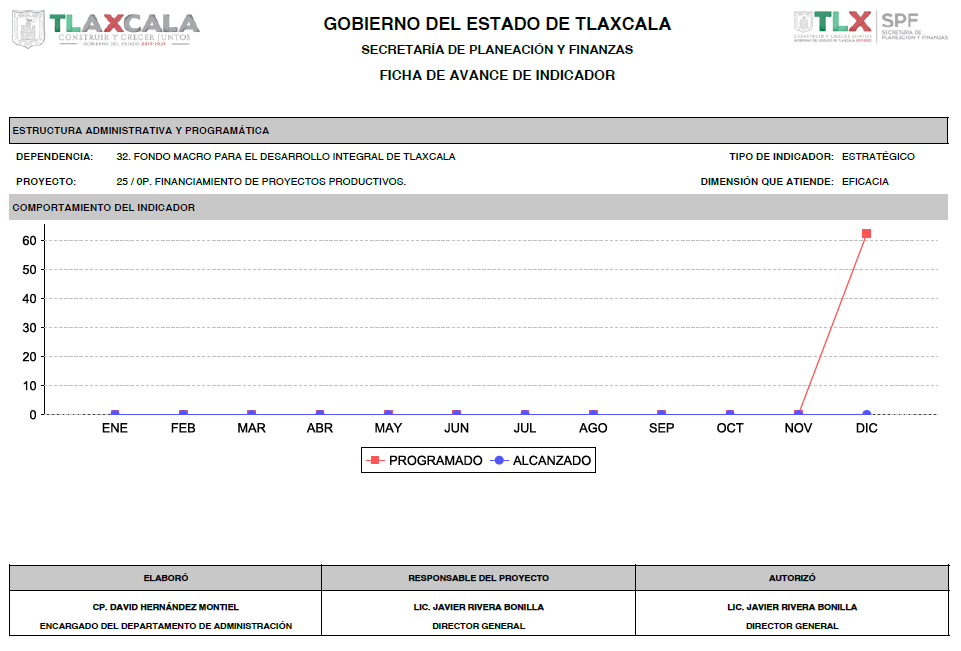 TLAXCALA
CONSTRUIR Y CRECER JUNTOS
GOBIERNO DEL ESTADO 2017-2021
GOBIERNO DEL ESTADO DE TLAXCALA
SECRETARÍA DE PLANEACIÓN Y FINANZAS
FICHA DE AVANCE DE INDICADOR
TLX
CONSTRUIR Y CRECER JUNTOS
SPF
SECRETARÍA DE
PLANEACIÓN Y FINANZAS
ESTRUCTURA ADMINISTRATIVA Y PROGRAMÁTICA
DEPENDENCIA: 32. FONDO MACRO PARA EL DESARROLLO INTEGRAL DE TLAXCALA TIPO DE INDICADOR: ESTRATÉGICO
PROYECTO: 25 / 0P. FINANCIAMIENTO DE PROYECTOS PRODUCTIVOS. DIMENSIÓN QUE ATIENDE: EFICACIA
COMPORTAMIENTO DEL INDICADOR
60
50
40
30
20
10
0
ENE FEB MAR ABR MAY JUN JUL AGO SEP OCT NOV DIC
PROGRAMADO ALCANZADO
ELABORÓ RESPONSABLE DEL PROYECTO AUTORIZÓ
CP. DAVID HERNÁNDEZ MONTIEL LIC. JAVIER RIVERA BONILLA LIC. JAVIER RIVERA BONILLA
ENCARGADO DEL DEPARTAMENTO DE ADMINISTRACIÓN DIRECTOR GENERAL DIRECTOR GENERAL